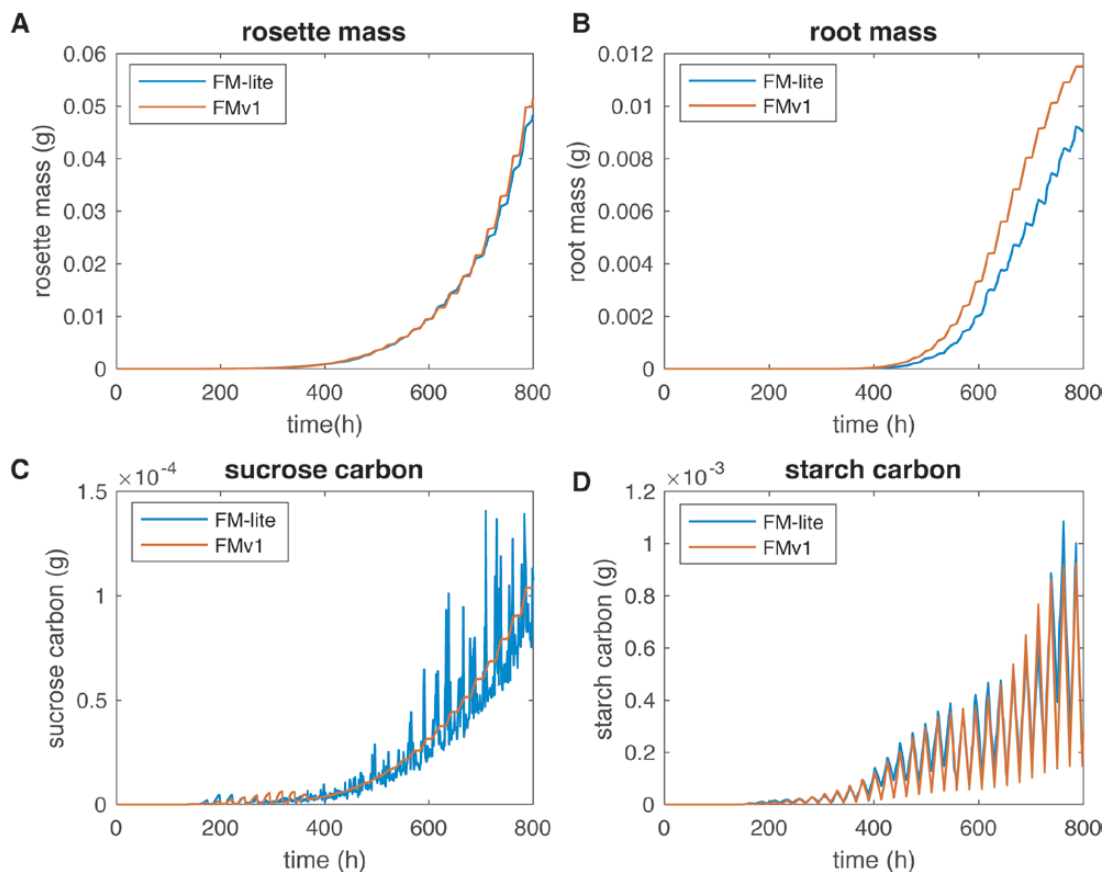 A
rosette mass
0.06
0.05
0.04
0.03
0.02
0.01
0
rosette mass (g)
FM-lite
FMv1
0 200 400 600 800
time(h)
B
root mass
0.012
0.01
0.008
0.006
0.004
0.002
0
root mass (g)
FM-lite
FMv1
0 200 400 600 800
time (h)
C
×10⁻⁴
sucrose carbon
1.5
1
0.5
0
sucrose carbon (g)
FM-lite
FMv1
0 200 400 600 800
time (h)
D
×10⁻³
starch carbon
1.2
1
0.8
0.6
0.4
0.2
0
starch carbon (g)
FM-lite
FMv1
0 200 400 600 800
time (h)